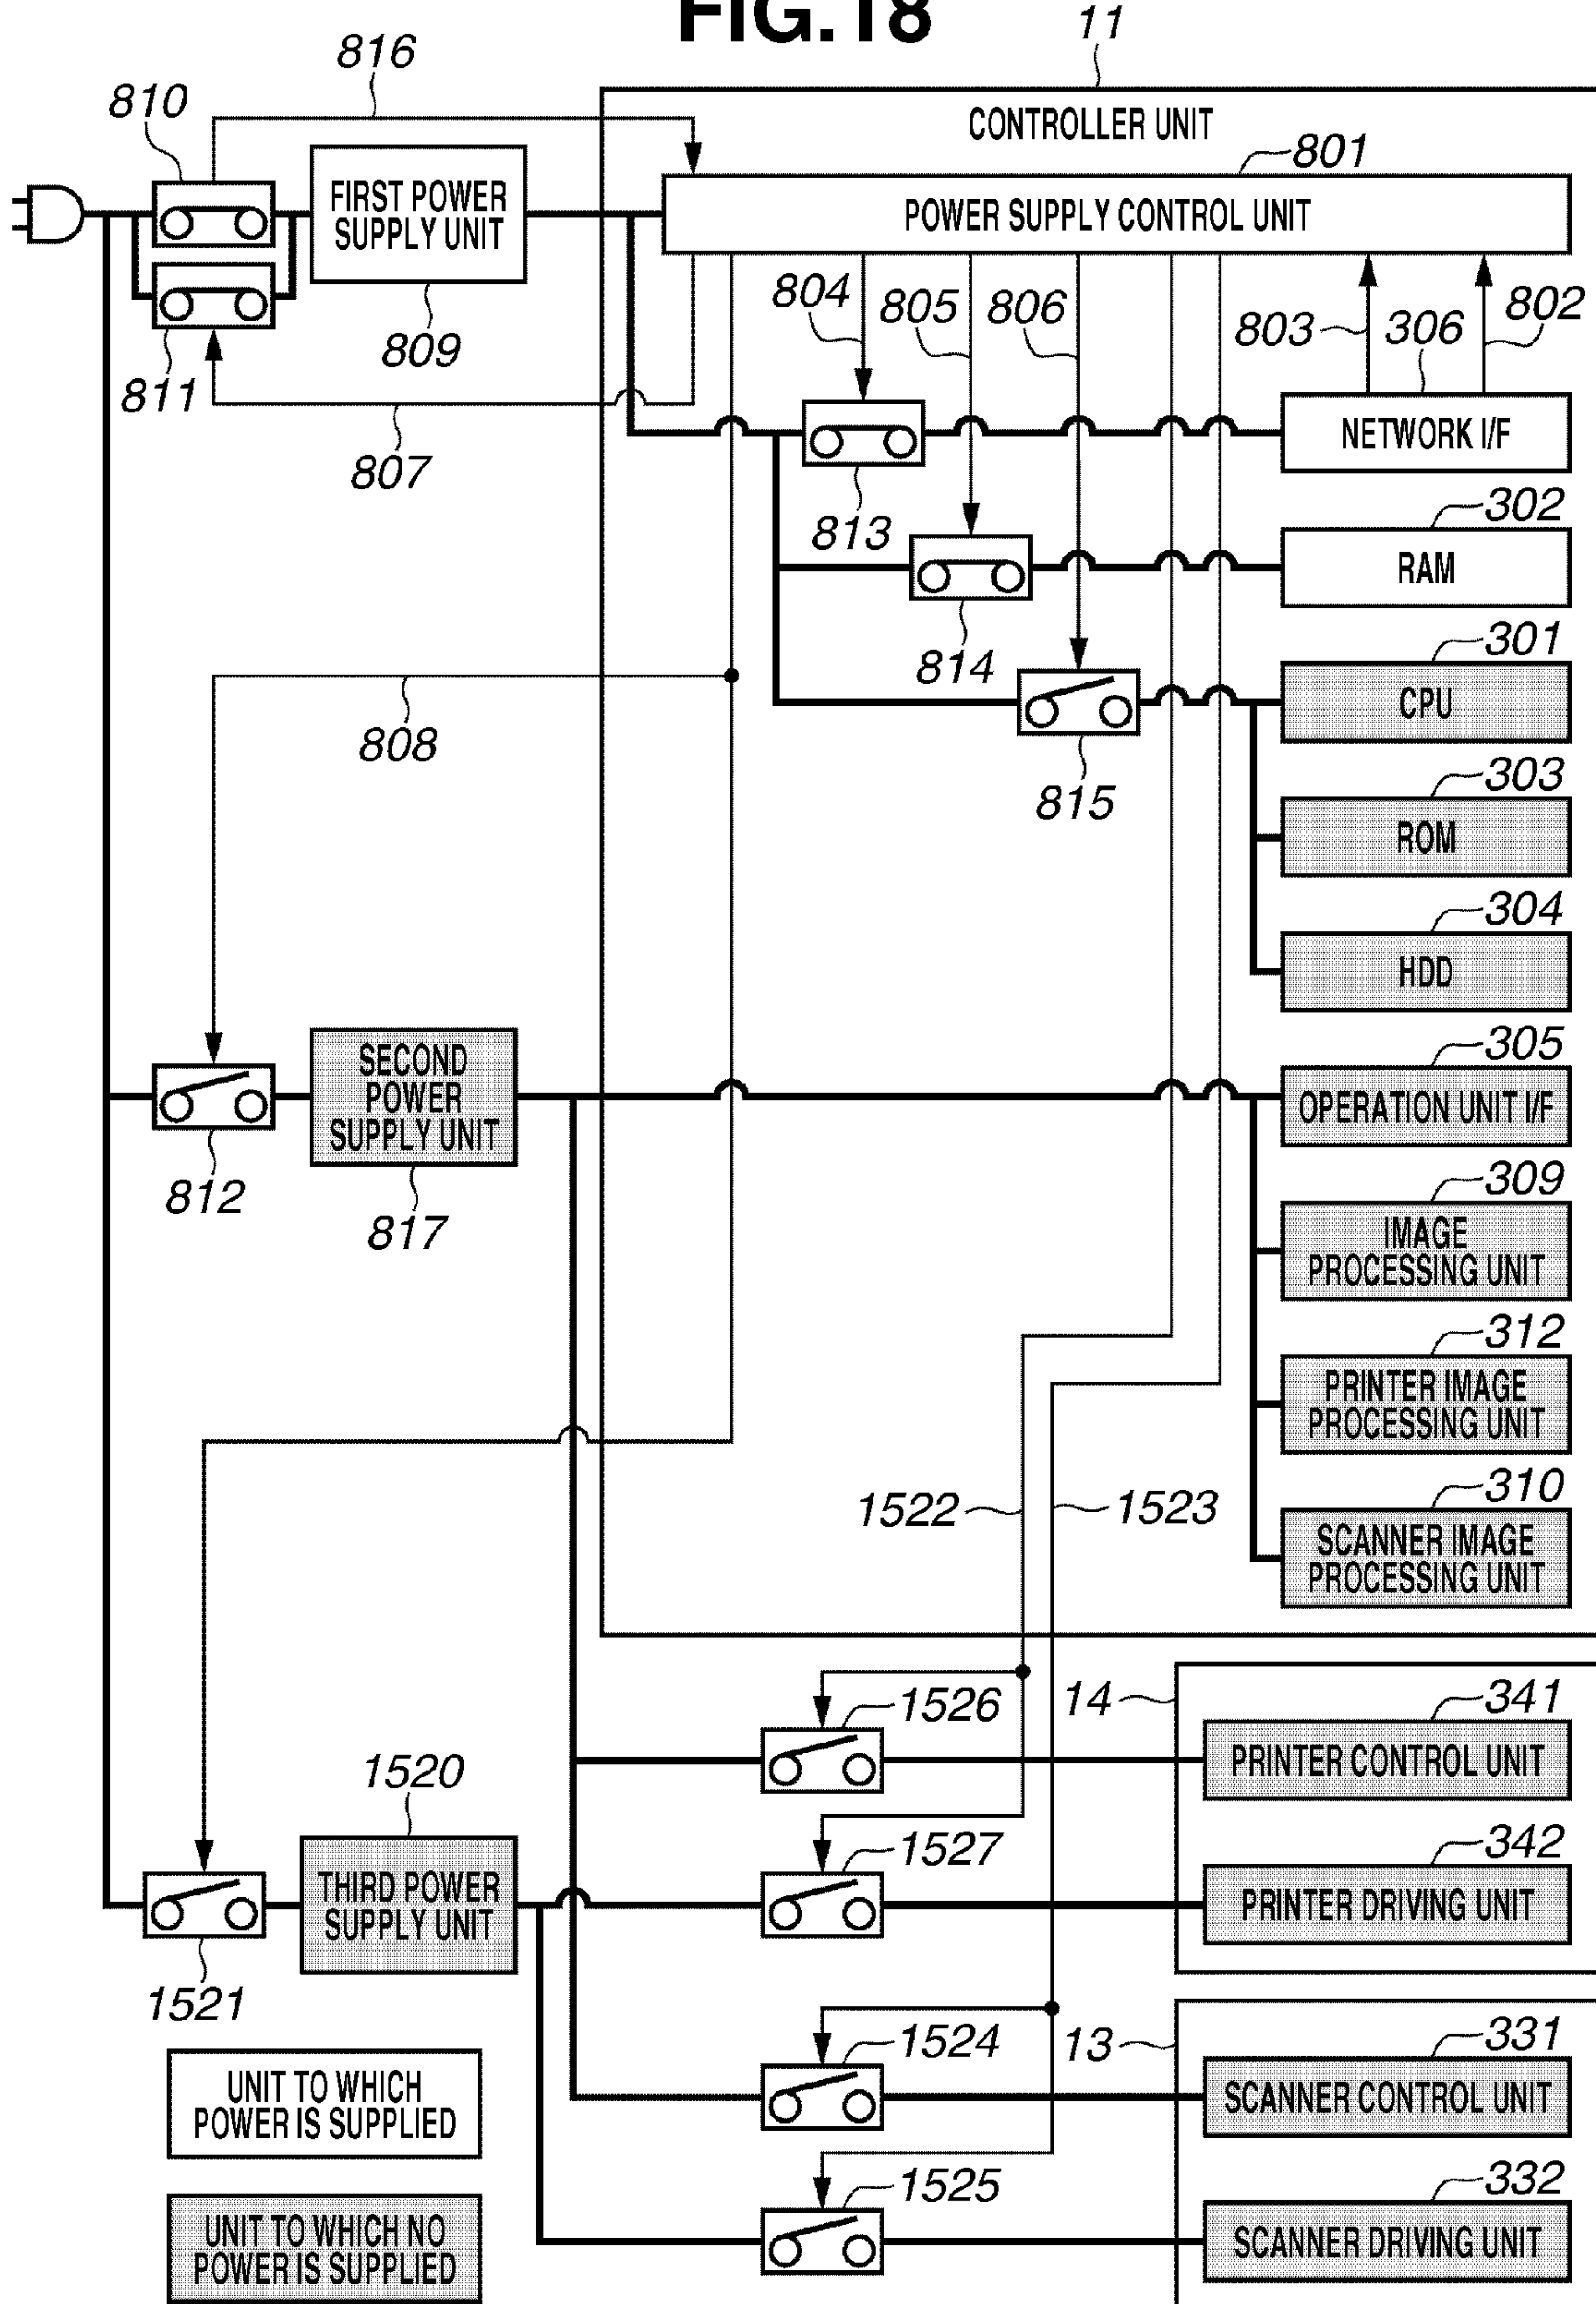 FIG.18
11
816
810
CONTROLLER UNIT
801
FIRST POWER
SUPPLY UNIT
POWER SUPPLY CONTROL UNIT
809
811
807
804
805
806
803
306
802
NETWORK I/F
813
302
RAM
814
301
CPU
808
815
303
ROM
304
HDD
305
OPERATION UNIT I/F
SECOND
POWER
SUPPLY UNIT
812
817
309
IMAGE
PROCESSING UNIT
312
PRINTER IMAGE
PROCESSING UNIT
1522
1523
310
SCANNER IMAGE
PROCESSING UNIT
1526
14
341
PRINTER CONTROL UNIT
1520
THIRD POWER
SUPPLY UNIT
1521
1527
342
PRINTER DRIVING UNIT
1524
13
331
SCANNER CONTROL UNIT
1525
332
SCANNER DRIVING UNIT
UNIT TO WHICH
POWER IS SUPPLIED
UNIT TO WHICH NO
POWER IS SUPPLIED